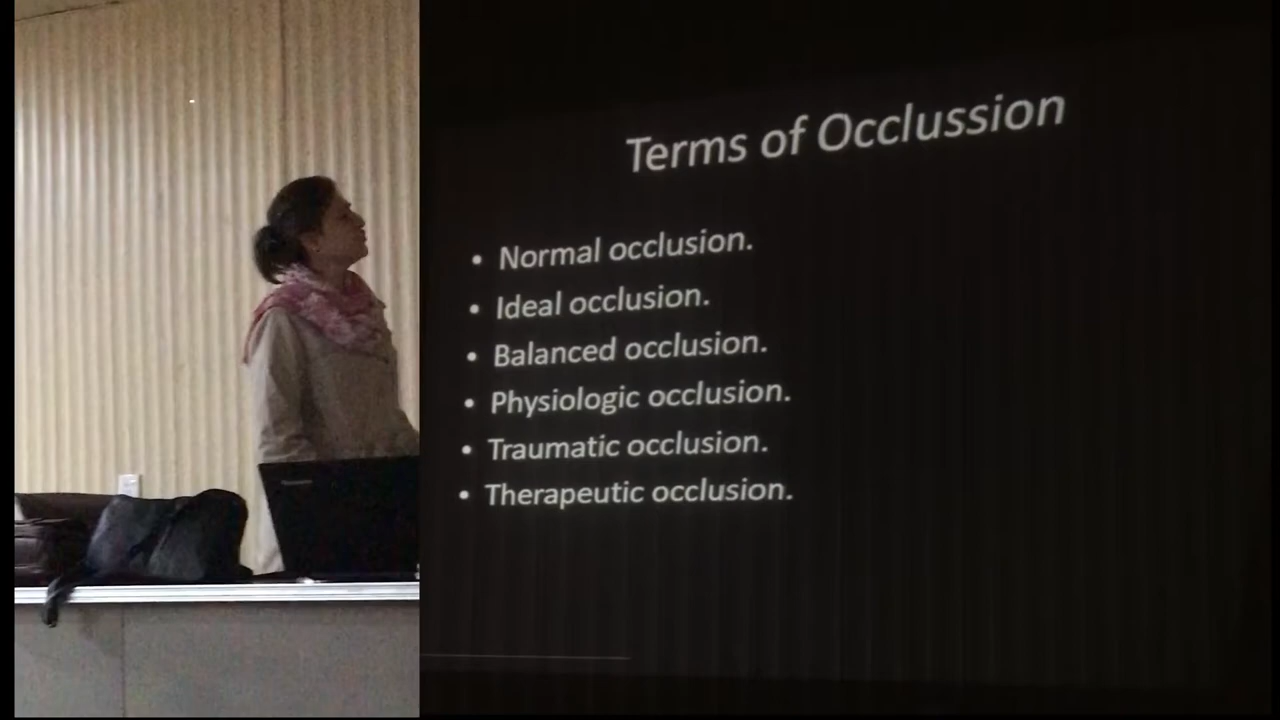 Terms of Occlussion
• Normal occlusion.
• Ideal occlusion.
• Balanced occlusion.
• Physiologic occlusion.
• Traumatic occlusion.
• Therapeutic occlusion.